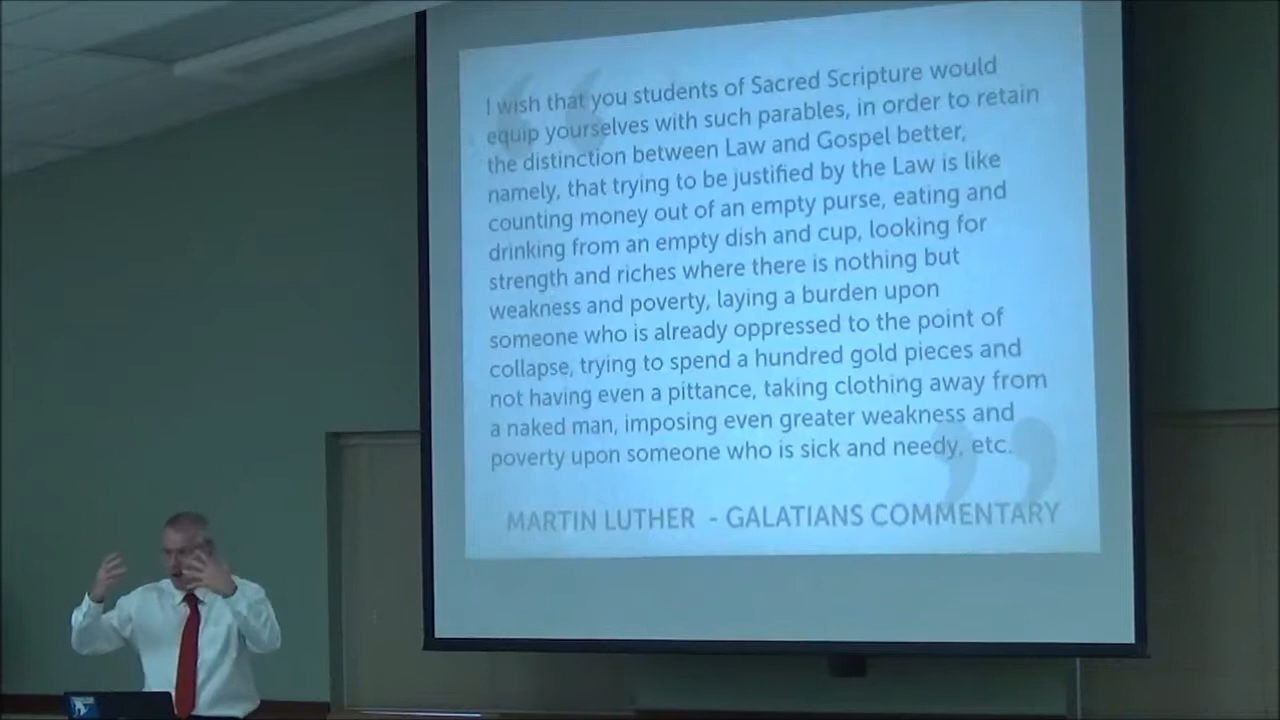 I wish that you students of Sacred Scripture would
equip yourselves with such parables, in order to retain
the distinction between Law and Gospel better,
namely, that trying to be justified by the Law is like
counting money out of an empty purse, eating and
drinking from an empty dish and cup, looking for
strength and riches where there is nothing but
weakness and poverty, laying a burden upon
someone who is already oppressed to the point of
collapse, trying to spend a hundred gold pieces and
not having even a pittance, taking clothing away from
a naked man, imposing even greater weakness and
poverty upon someone who is sick and needy, etc.
MARTIN LUTHER - GALATIANS COMMENTARY